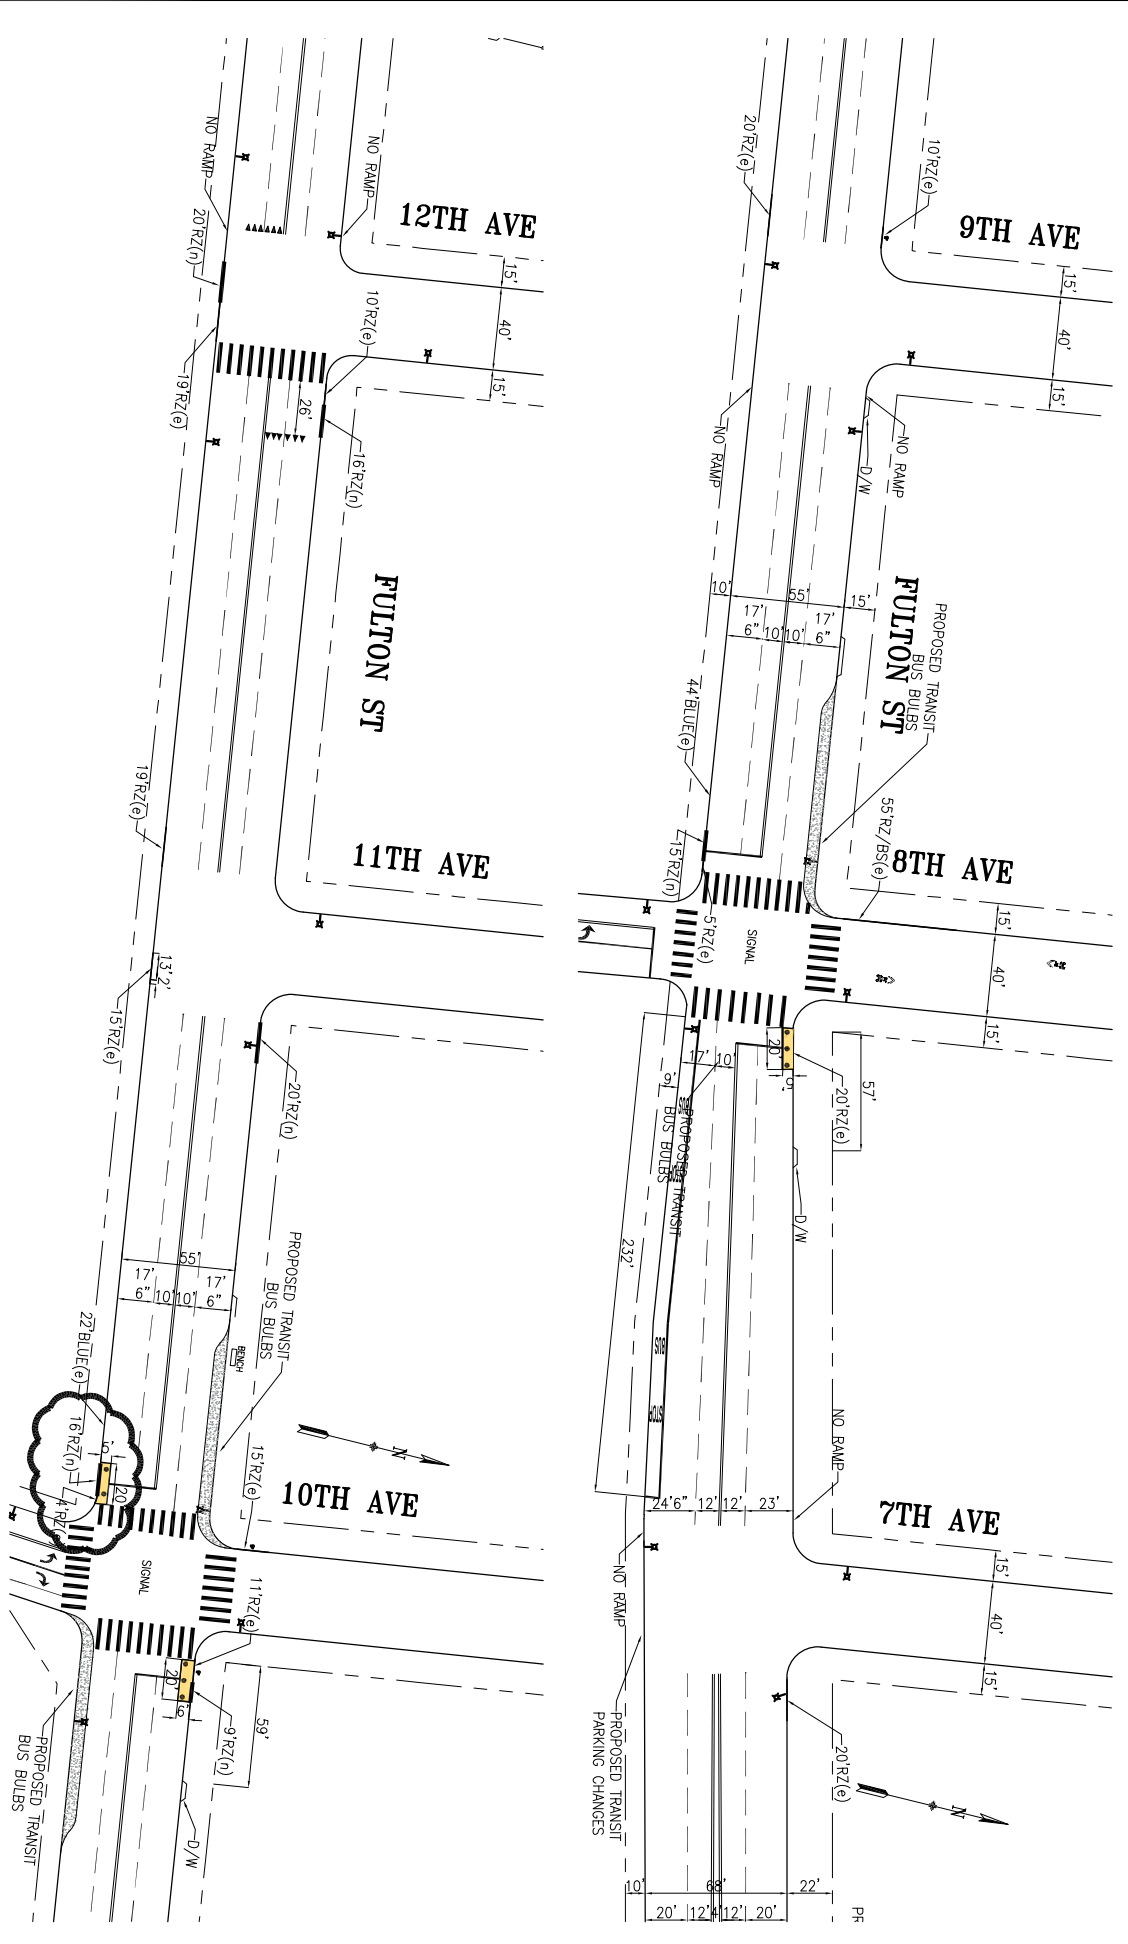 NO RAMP
NO RAMP
12TH AVE
20'RZ(n)
15'
10'RZ(e)
40'
19'RZ(e)
15'
26'
16'RZ(n)
FULTON ST
19'RZ(e)
11TH AVE
13'
2'
15'RZ(e)
20'RZ(n)
55'
17'
6"
10'
10'
17'
6"
PROPOSED TRANSIT
BUS BULBS
BENCH
22'BLUE(e)
16'RZ(n)
6'
20'
15'RZ(e)
N
10TH AVE
SIGNAL
11'RZ(e)
20'
6'
9'RZ(n)
59'
PROPOSED TRANSIT
BUS BULBS
D/W
20'RZ(e)
10'RZ(e)
9TH AVE
15'
40'
15'
NO RAMP
NO RAMP
D/W
10'
55'
15'
17'
6"
10'
10'
17'
6"
FULTON ST
PROPOSED TRANSIT
BUS BULBS
44'BLUE(e)
15'RZ(n)
55'RZ/BS(e)
8TH AVE
5'RZ(e)
SIGNAL
15'
40'
15'
17'
10'
20'
6'
20'RZ(e)
57'
9'
BUS
PROPOSED TRANSIT
BUS BULBS
D/W
232'
BUS
STOP
NO RAMP
24'6"
12'
12'
23'
7TH AVE
15'
40'
15'
NO RAMP
PROPOSED TRANSIT
PARKING CHANGES
20'RZ(e)
N
10'
68'
22'
20'
12'
4'
12'
20'
PR